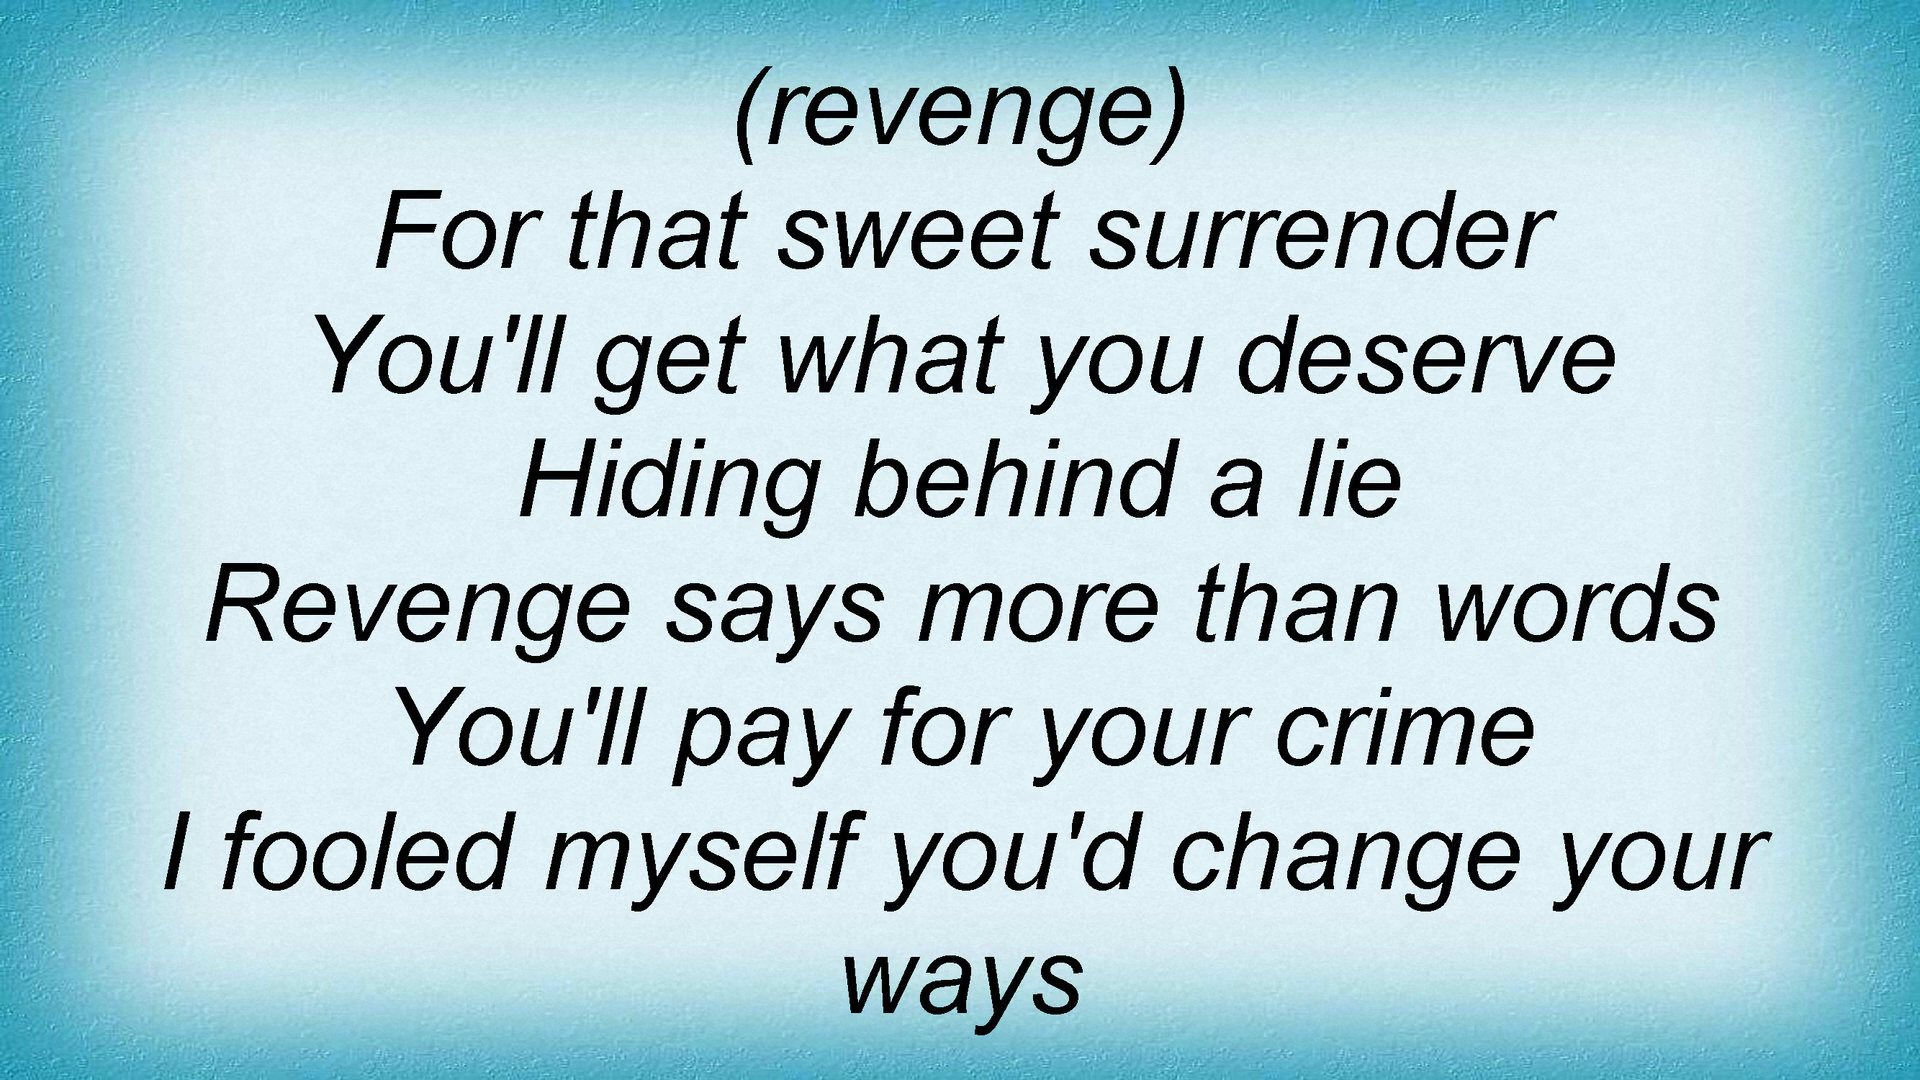 (revenge)
For that sweet surrender
You'll get what you deserve
Hiding behind a lie
Revenge says more than words
You'll pay for your crime
I fooled myself you'd change your
ways